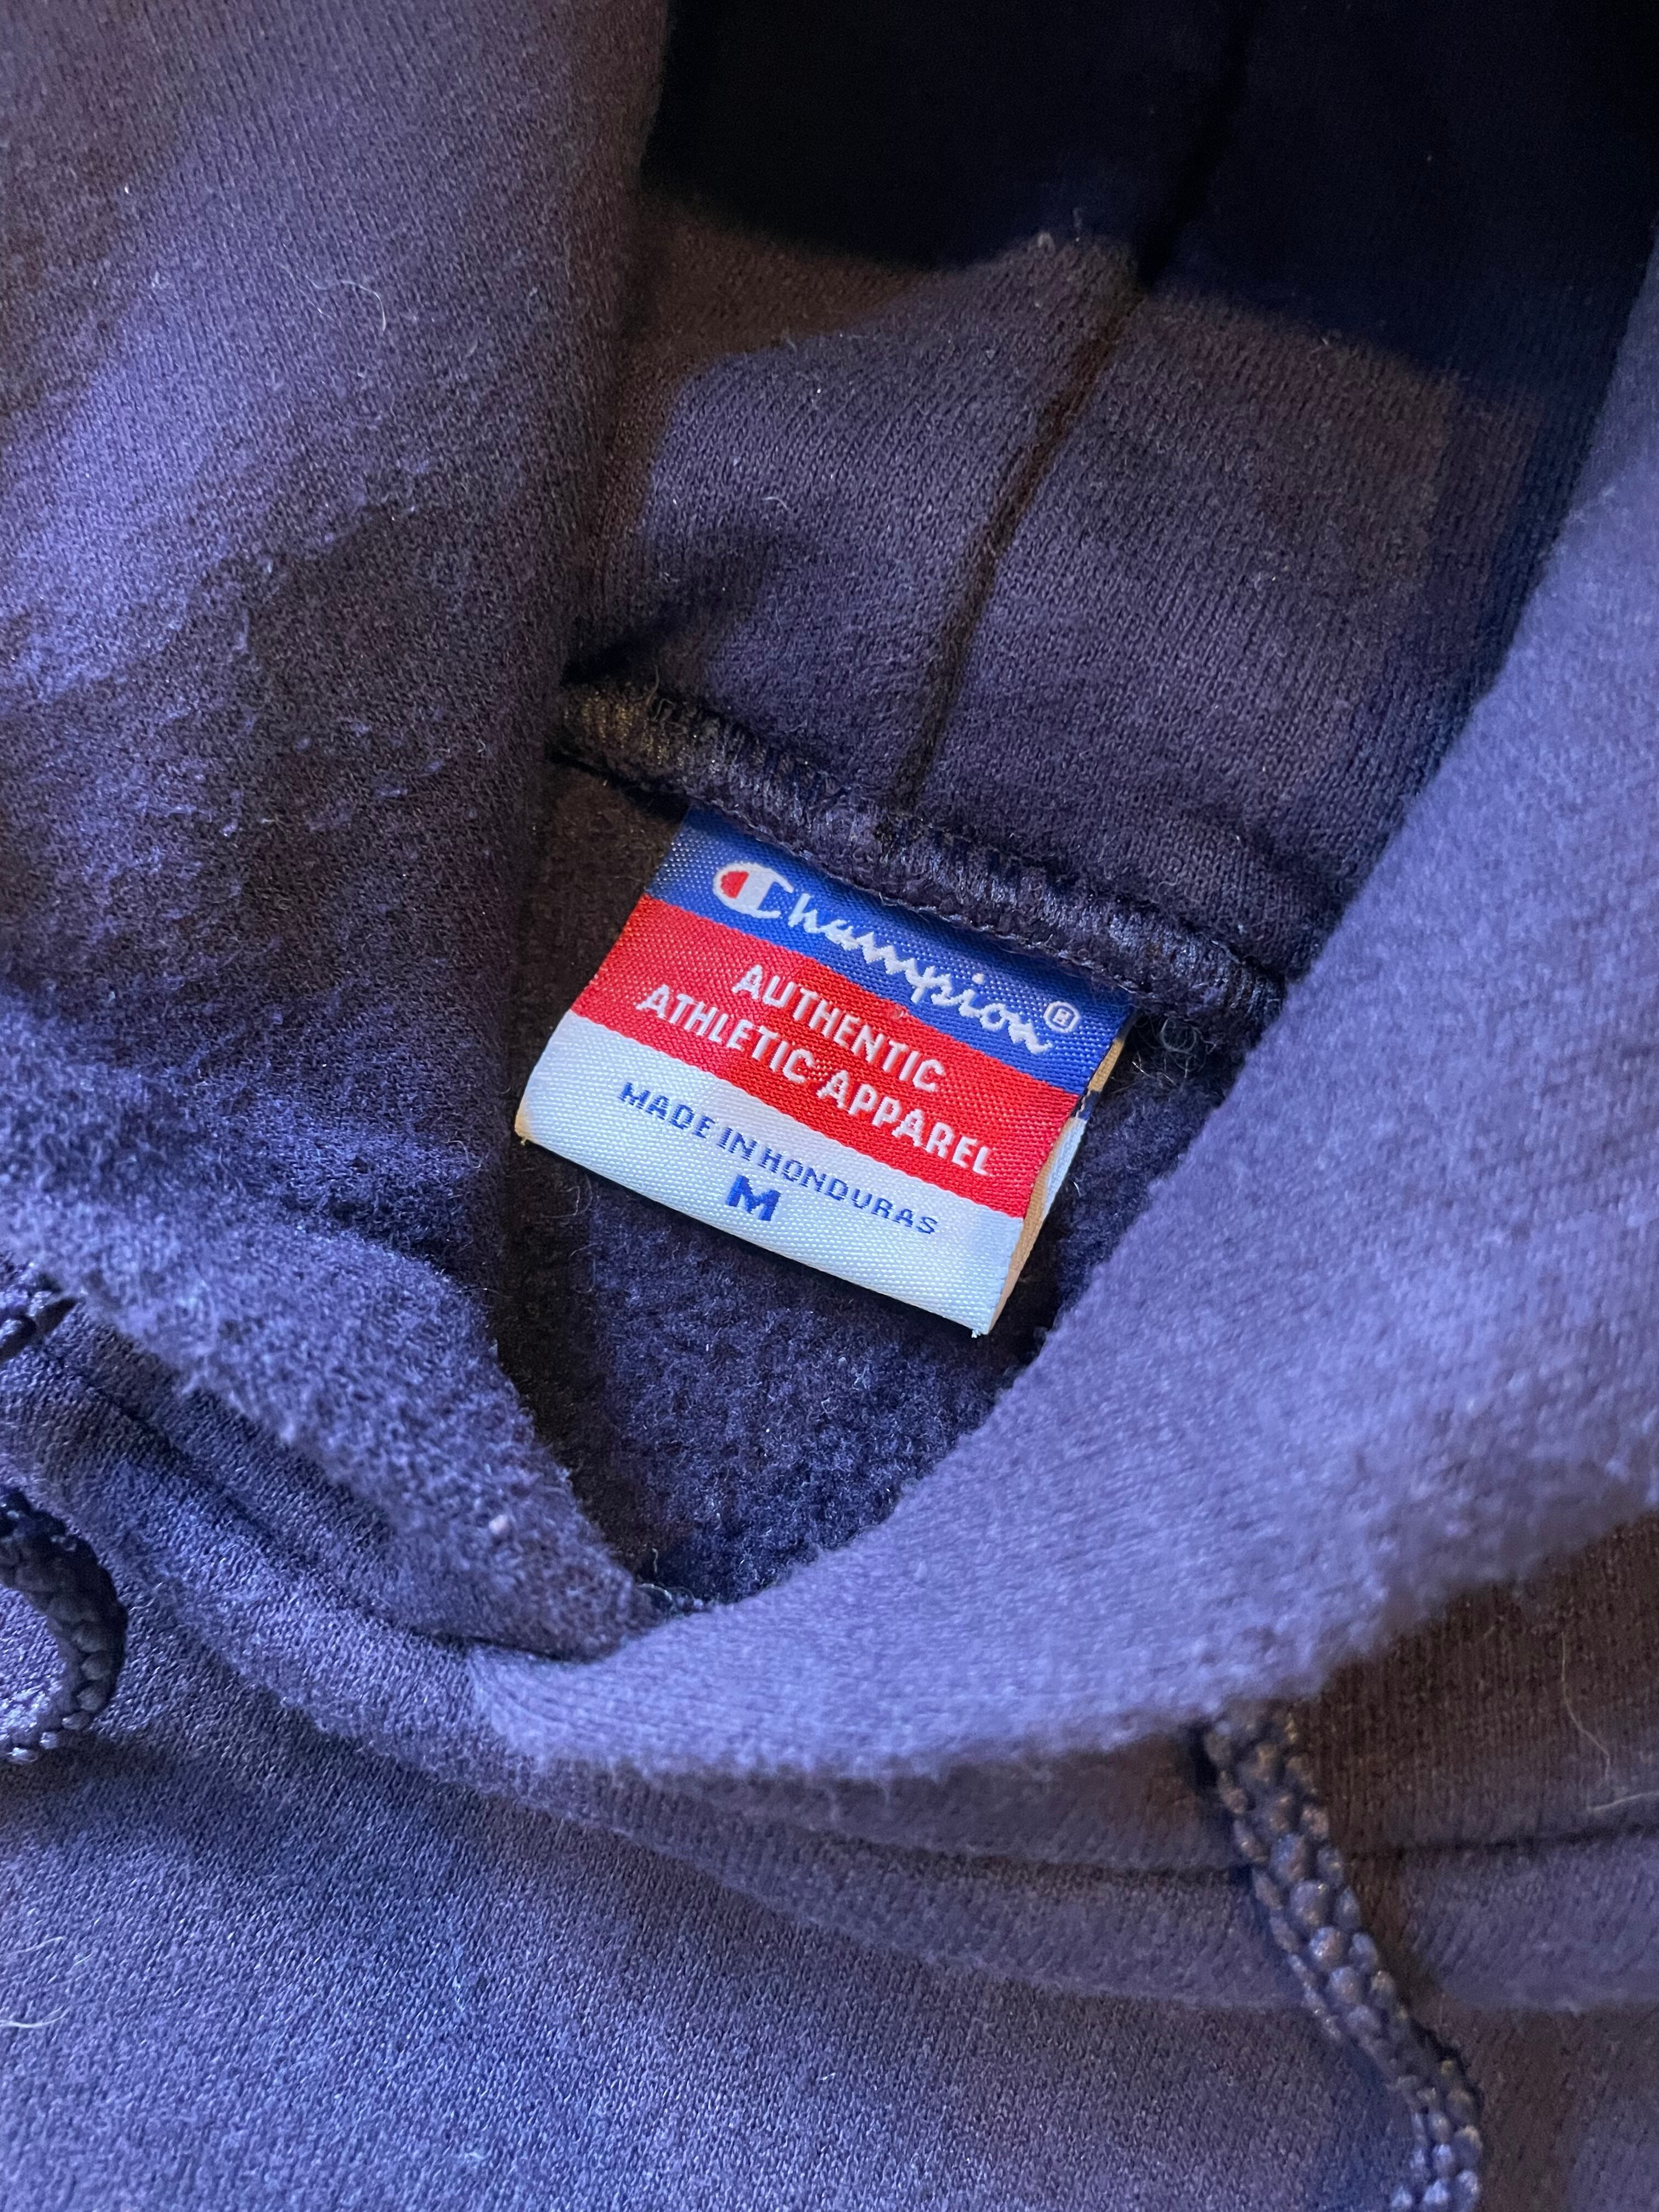 Champion®
AUTHENTIC
ATHLETIC APPAREL
MADE IN HONDURAS
M